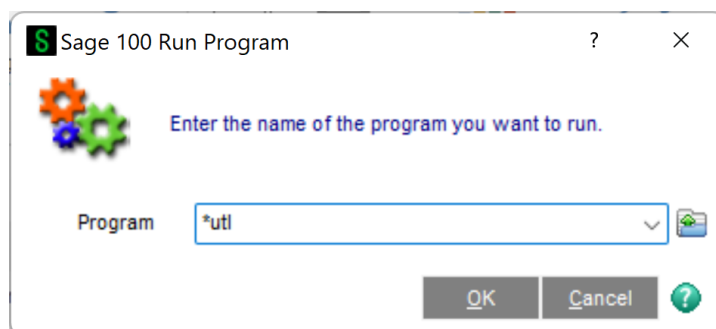 Sage 100 Run Program
Enter the name of the program you want to run.
Program *utl
OK Cancel